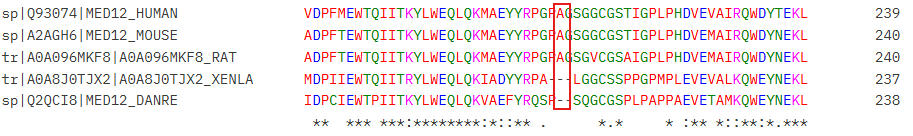 sp|Q93074|MED12_HUMAN VDPFMEWTQIITKYLWEQLQKMAEYYRPGPAGSGGCGSTIGPLPHDVEVAIRQWDYTEKL 239
sp|A2AGH6|MED12_MOUSE ADPFTEWTQIITKYLWEQLQKMAEYYRPGPAGSGGCGSTIGPLPHDVEVAIRQWDYNEKL 240
tr|A0A096MKF8|A0A096MKF8_RAT ADPFTEWTQIITKYLWEQLQKMAEYYRPGPAGSGVCGSAIGPLPHDVEMAIRQWDYNEKL 240
tr|A0A8J0TJX2|A0A8J0TJX2_XENLA MDPIIEWTQIITRYLWEQLQKIADYYRPA---LGGCSSPPGPMPLEVEVALKQWEYNEKL 237
sp|Q2QCI8|MED12_DANRE IDPCIEWTPIITKYLWEQLQKVAEFYRQSP--SQGCGSPLPAPPAEVETAMKQWEYNEKL 238
** *** ***:********:*::** . *.* * :** *::**:*.***